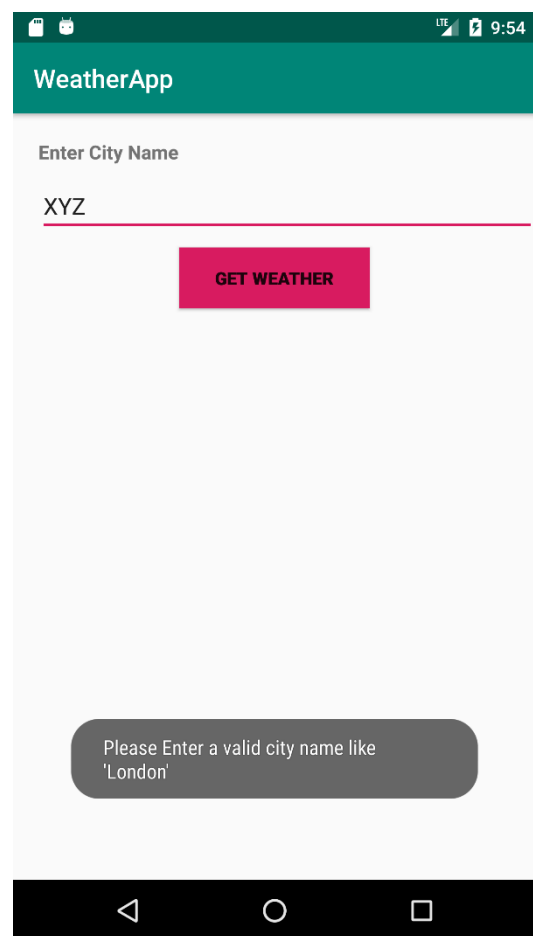 LTE 9:54
WeatherApp
Enter City Name
XYZ
GET WEATHER
Please Enter a valid city name like
'London'